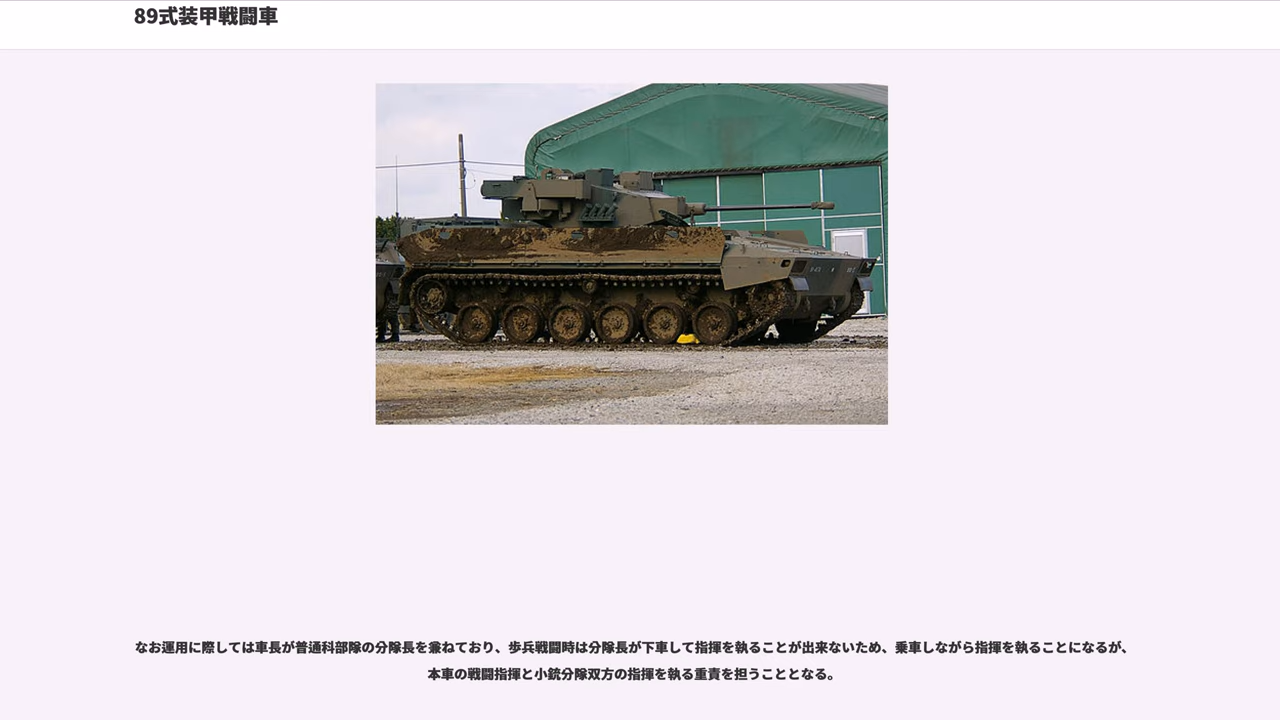 89式装甲戦闘車
なお運用に際しては車長が普通科部隊の分隊長を兼ねており、歩兵戦闘時は分隊長が下車して指揮を執ることが出来ないため、乗車しながら指揮を執ることになるが、
本車の戦闘指揮と小銃分隊双方の指揮を執る重責を担うこととなる。